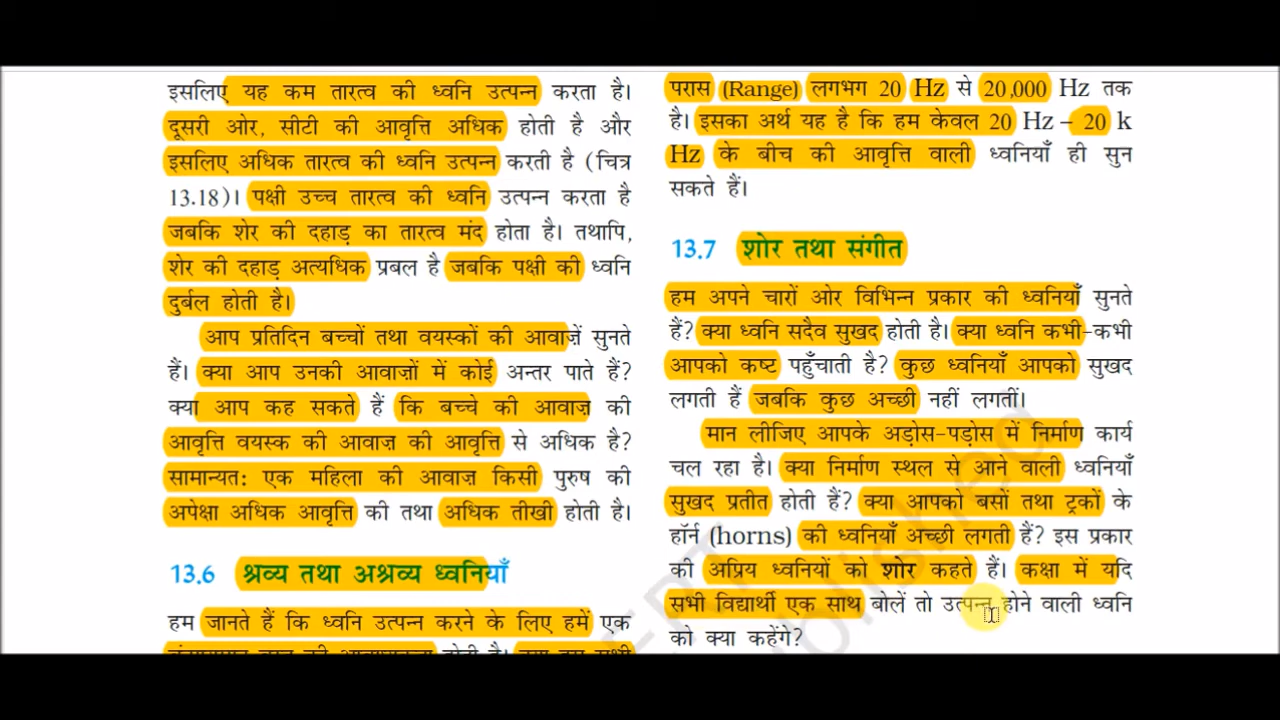 इसलिए यह कम तारत्व की ध्वनि उत्पन्न करता है।
दूसरी ओर, सीटी की आवृत्ति अधिक होती है और
इसलिए अधिक तारत्व की ध्वनि उत्पन्न करती है (चित्र
13.18)। पक्षी उच्च तारत्व की ध्वनि उत्पन्न करता है
जबकि शेर की दहाड़ का तारत्व मंद होता है। तथापि,
शेर की दहाड़ अत्यधिक प्रबल है जबकि पक्षी की ध्वनि
दुर्बल होती है।
आप प्रतिदिन बच्चों तथा वयस्कों की आवाज़ें सुनते
हैं। क्या आप उनकी आवाज़ों में कोई अन्तर पाते हैं?
क्या आप कह सकते हैं कि बच्चे की आवाज़ की
आवृत्ति वयस्क की आवाज़ की आवृत्ति से अधिक है?
सामान्यत: एक महिला की आवाज़ किसी पुरुष की
अपेक्षा अधिक आवृत्ति की तथा अधिक तीखी होती है।
13.6 श्रव्य तथा अश्रव्य ध्वनियाँ
हम जानते हैं कि ध्वनि उत्पन्न करने के लिए हमें एक
परास (Range) लगभग 20 Hz से 20,000 Hz तक
है। इसका अर्थ यह है कि हम केवल 20 Hz – 20 k
Hz के बीच की आवृत्ति वाली ध्वनियाँ ही सुन
सकते हैं।
13.7 शोर तथा संगीत
हम अपने चारों ओर विभिन्न प्रकार की ध्वनियाँ सुनते
हैं? क्या ध्वनि सदैव सुखद होती है। क्या ध्वनि कभी-कभी
आपको कष्ट पहुँचाती है? कुछ ध्वनियाँ आपको सुखद
लगती हैं जबकि कुछ अच्छी नहीं लगतीं।
मान लीजिए आपके अड़ोस-पड़ोस में निर्माण कार्य
चल रहा है। क्या निर्माण स्थल से आने वाली ध्वनियाँ
सुखद प्रतीत होती हैं? क्या आपको बसों तथा ट्रकों के
हॉर्न (horns) की ध्वनियाँ अच्छी लगती हैं? इस प्रकार
की अप्रिय ध्वनियों को शोर कहते हैं। कक्षा में यदि
सभी विद्यार्थी एक साथ बोलें तो उत्पन्न होने वाली ध्वनि
को क्या कहेंगे?